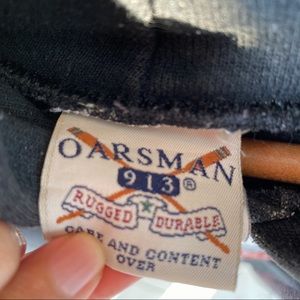 OARSMAN
913®
RUGGED DURABLE
CARE AND CONTENT
OVER